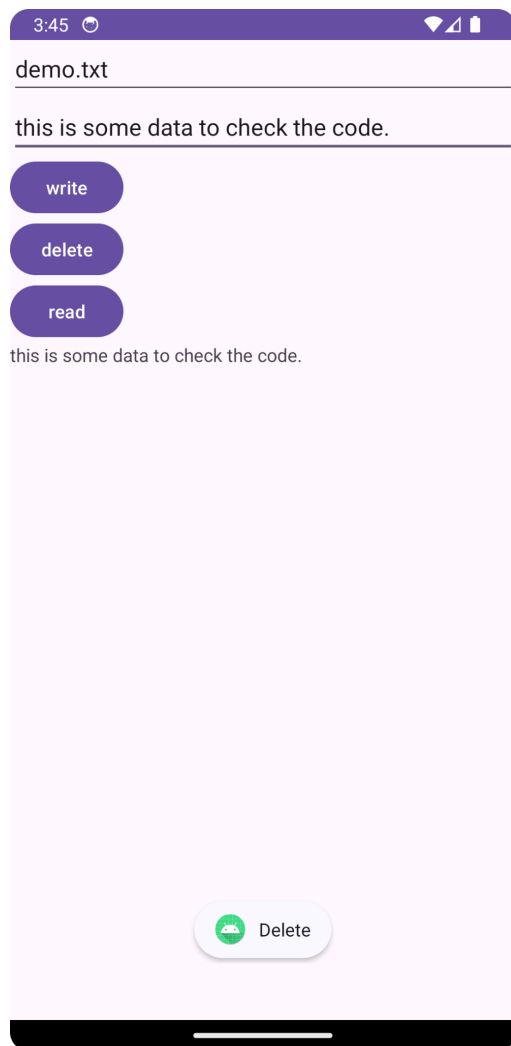 3:45
demo.txt
this is some data to check the code.
write
delete
read
this is some data to check the code.
Delete